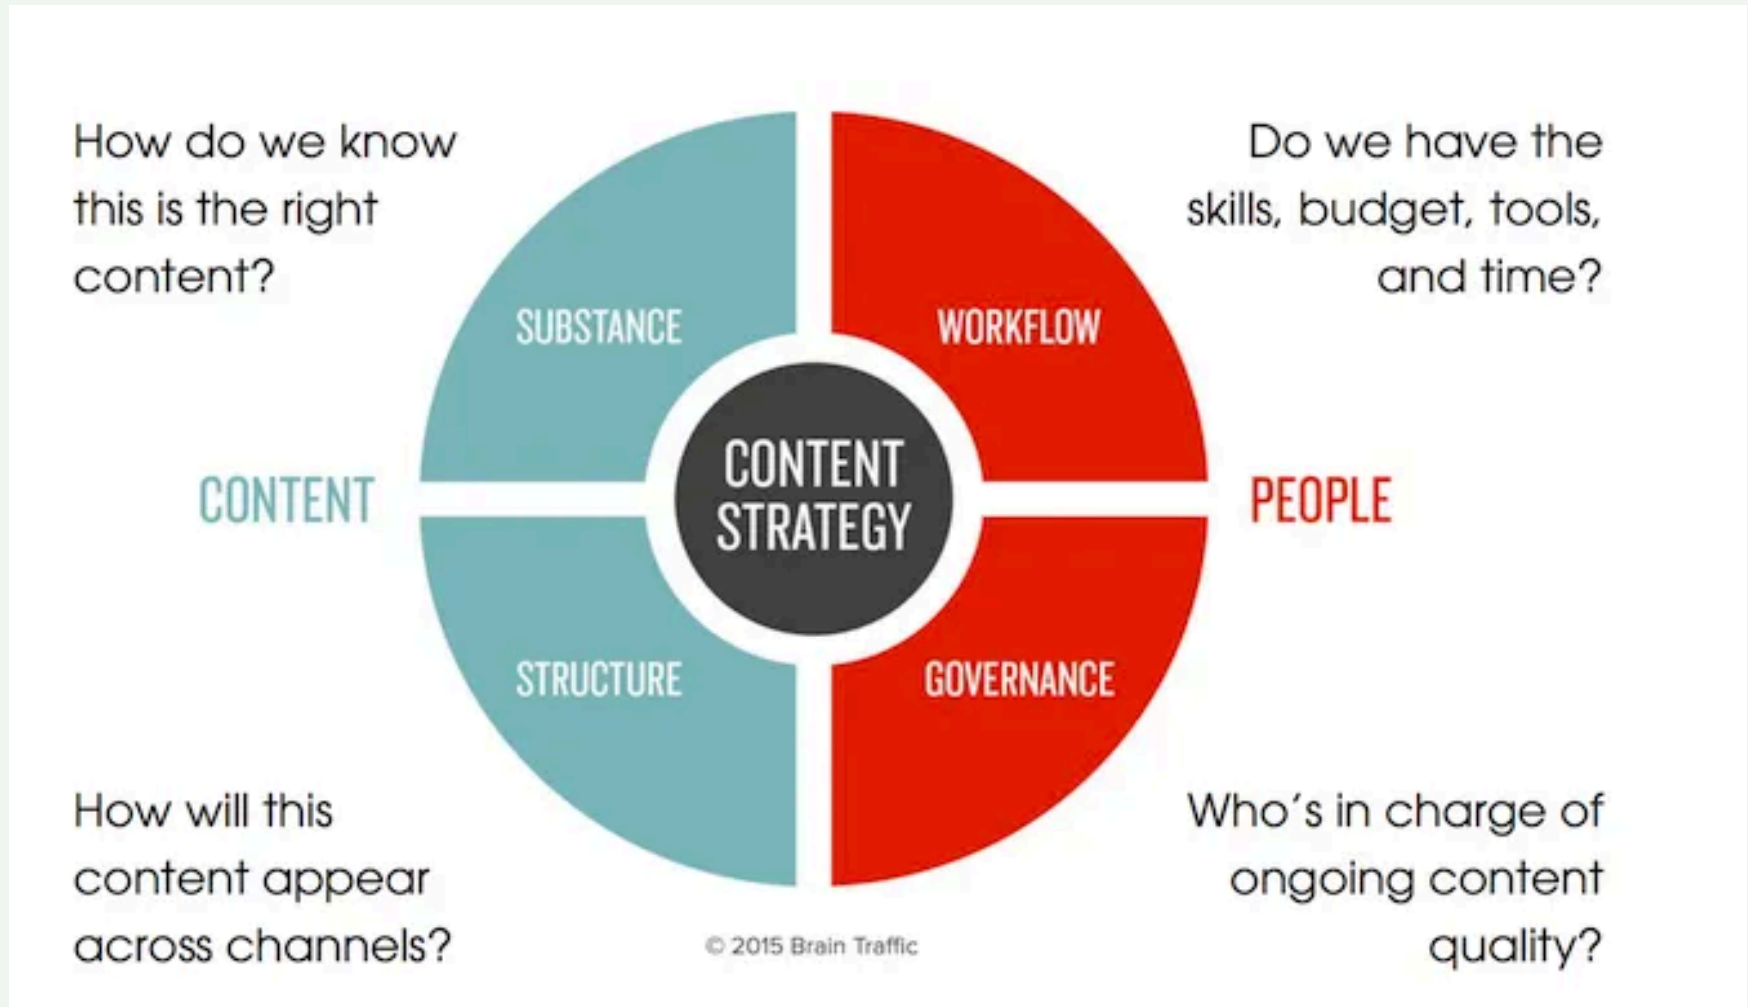 How do we know
this is the right
content?
Do we have the
skills, budget, tools,
and time?
SUBSTANCE
WORKFLOW
CONTENT
CONTENT
STRATEGY
PEOPLE
STRUCTURE
GOVERNANCE
How will this
content appear
across channels?
Who's in charge of
ongoing content
quality?
© 2015 Brain Traffic